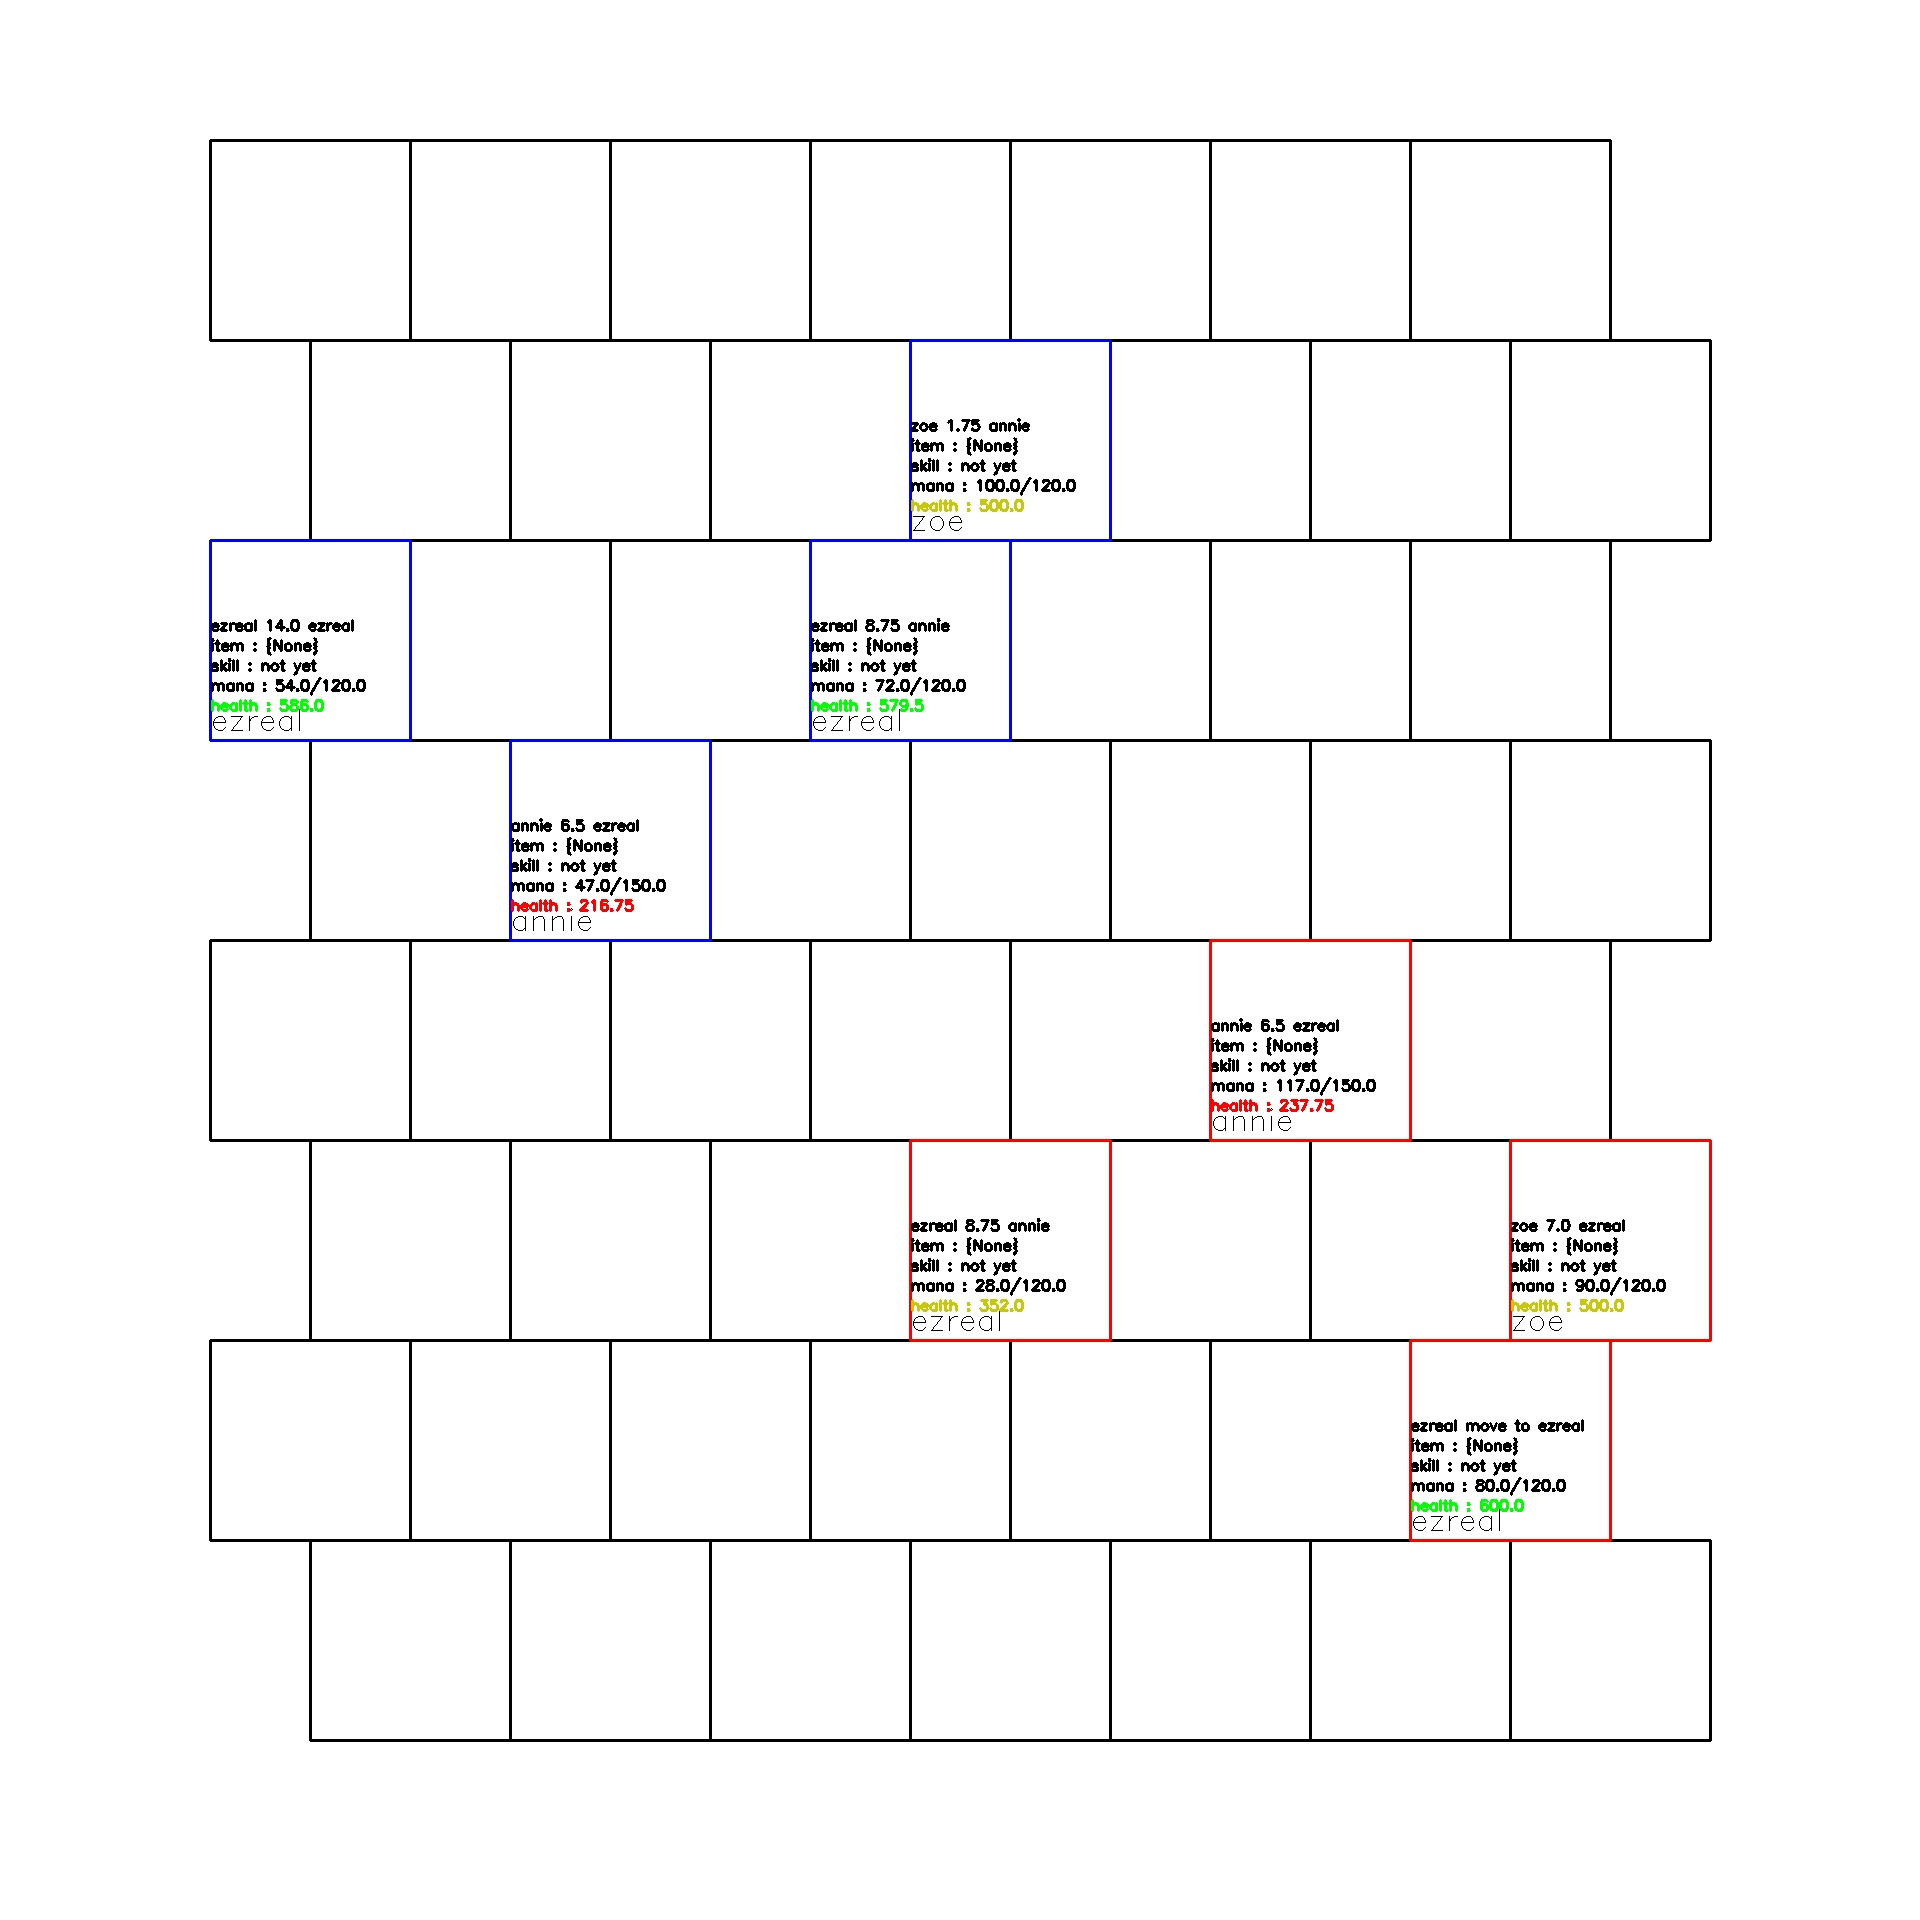 zoe 1.75 annie
item : {None}
skill : not yet
mana : 100.0/120.0
health : 500.0
zoe
ezreal 14.0 ezreal
item : {None}
skill : not yet
mana : 54.0/120.0
health : 586.0
ezreal
ezreal 8.75 annie
item : {None}
skill : not yet
mana : 72.0/120.0
health : 579.5
ezreal
annie 6.5 ezreal
item : {None}
skill : not yet
mana : 47.0/150.0
health : 216.75
annie
annie 6.5 ezreal
item : {None}
skill : not yet
mana : 117.0/150.0
health : 237.75
annie
ezreal 8.75 annie
item : {None}
skill : not yet
mana : 28.0/120.0
health : 352.0
ezreal
zoe 7.0 ezreal
item : {None}
skill : not yet
mana : 90.0/120.0
health : 500.0
zoe
ezreal move to ezreal
item : {None}
skill : not yet
mana : 80.0/120.0
health : 600.0
ezreal